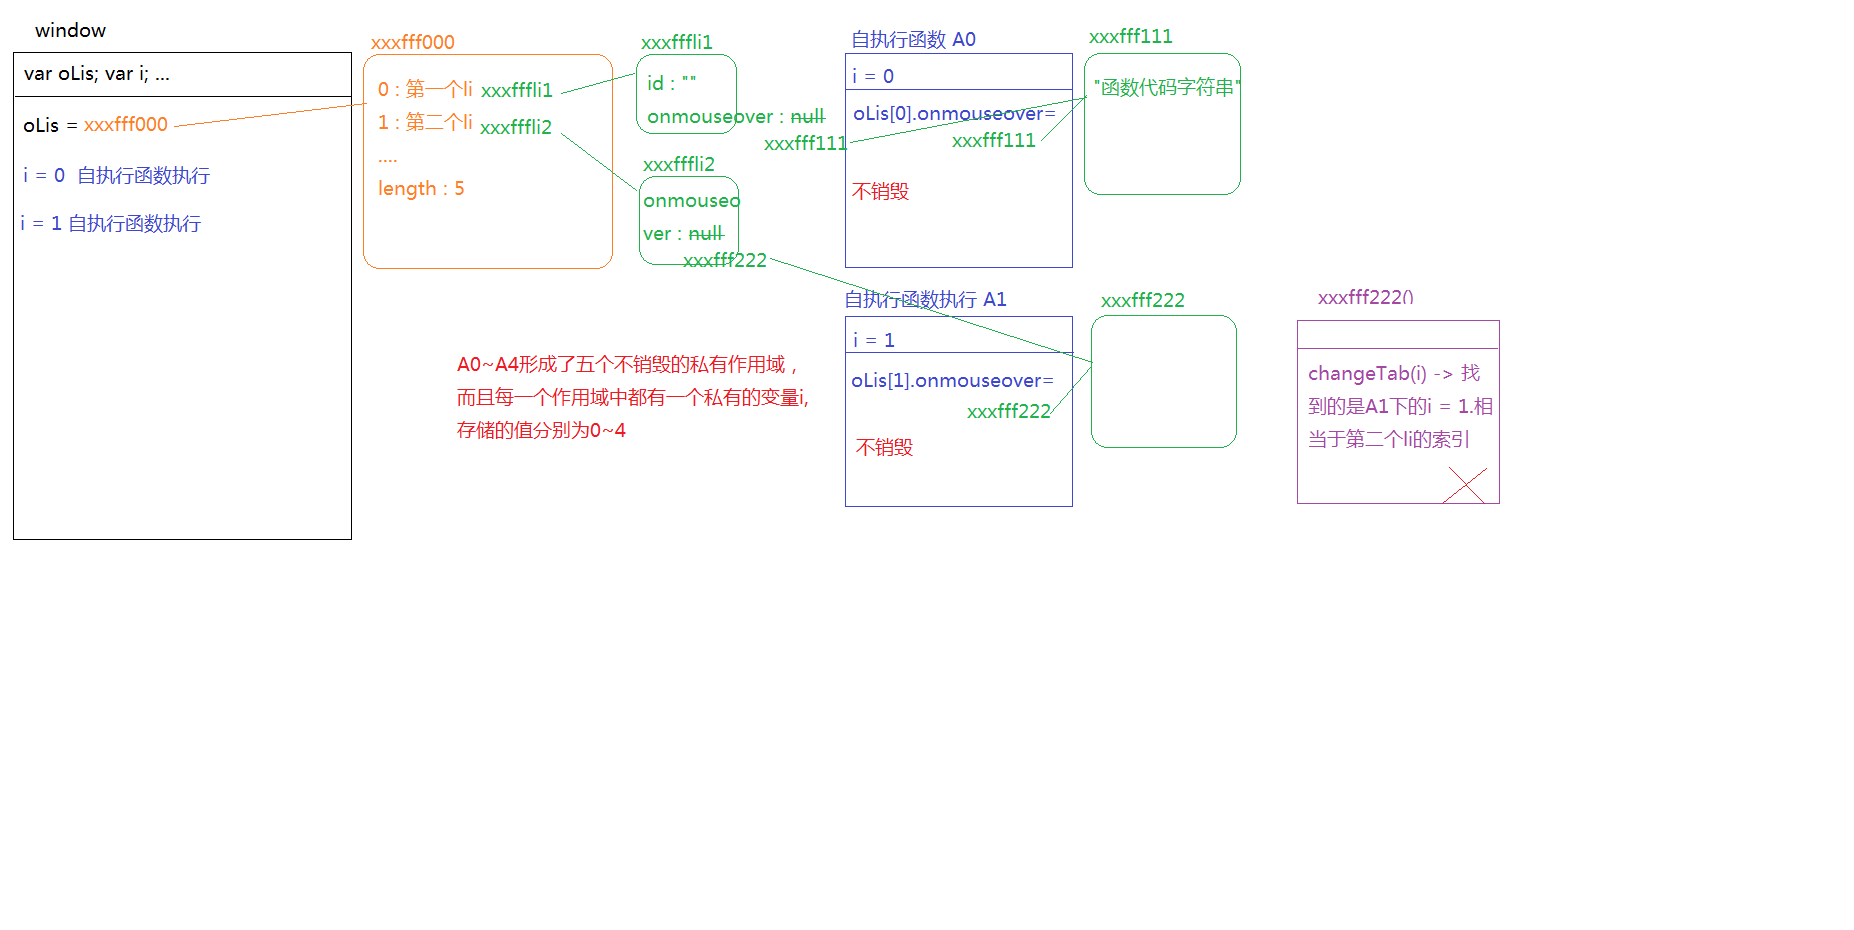 window
var oLis; var i; ...
oLis = xxxfff000
i = 0 自执行函数执行
i = 1 自执行函数执行
xxxfff000
0 : 第一个li xxxfffli1
1 : 第二个li xxxfffli2
....
length : 5
xxxfffli1
id : ""
onmouseover : null
xxxfff111
xxxfffli2
onmouseo
ver : null
xxxfff222
自执行函数 A0
i = 0
oLis[0].onmouseover=
xxxfff111
不销毁
xxxfff111
"函数代码字符串"
自执行函数执行 A1
i = 1
oLis[1].onmouseover=
xxxfff222
不销毁
xxxfff222
xxxfff222()
changeTab(i) -> 找
到的是A1下的i = 1.相
当于第二个li的索引
A0~A4形成了五个不销毁的私有作用域，
而且每一个作用域中都有一个私有的变量i,
存储的值分别为0~4